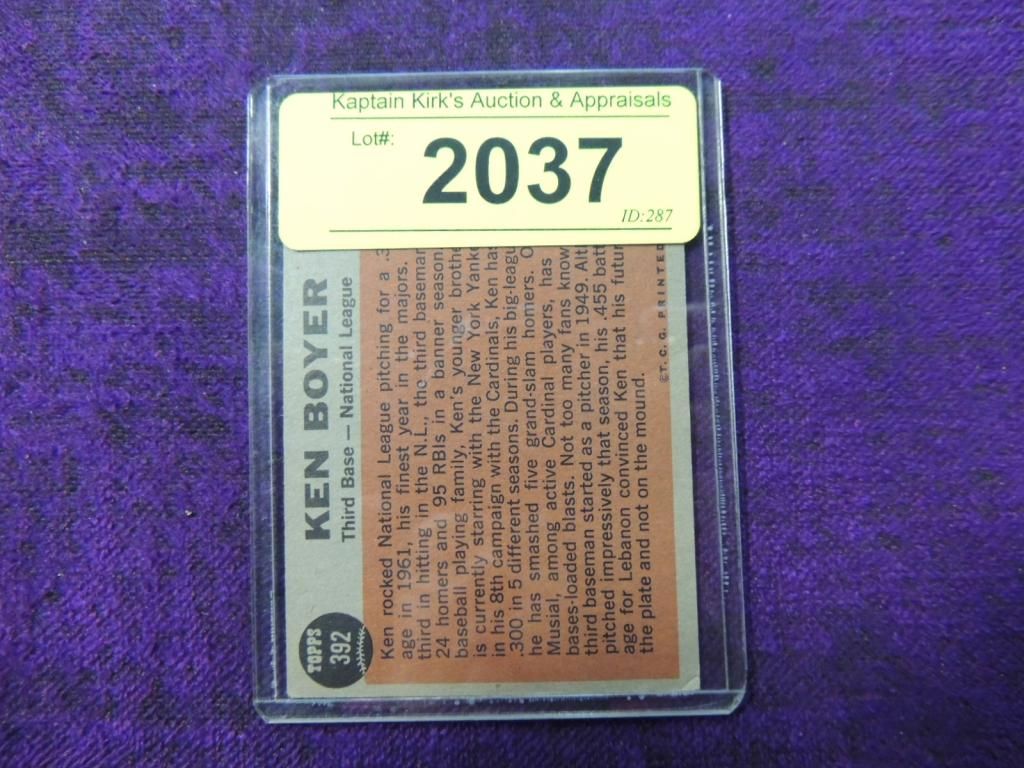 Kaptain Kirk's Auction & Appraisals
Lot#:
2037
ID:287
TOPPS
392
KEN BOYER
Third Base — National League
Ken rocked National League pitching for a .3
age in 1961, his finest year in the majors.
third in hitting in the N.L., the third baseman
24 homers and 95 RBIs in a banner season.
baseball playing family, Ken's younger brothe
is currently starring with the New York Yanke
in his 8th campaign with the Cardinals, Ken has
.300 in 5 different seasons. During his big-leagu
he has smashed five grand-slam homers. O
Musial, among active Cardinal players, has
bases-loaded blasts. Not too many fans know
third baseman started as a pitcher in 1949. Alt
pitched impressively that season, his .455 batt
age for Lebanon convinced Ken that his futur
the plate and not on the mound.
©T. C. G. PRINTED